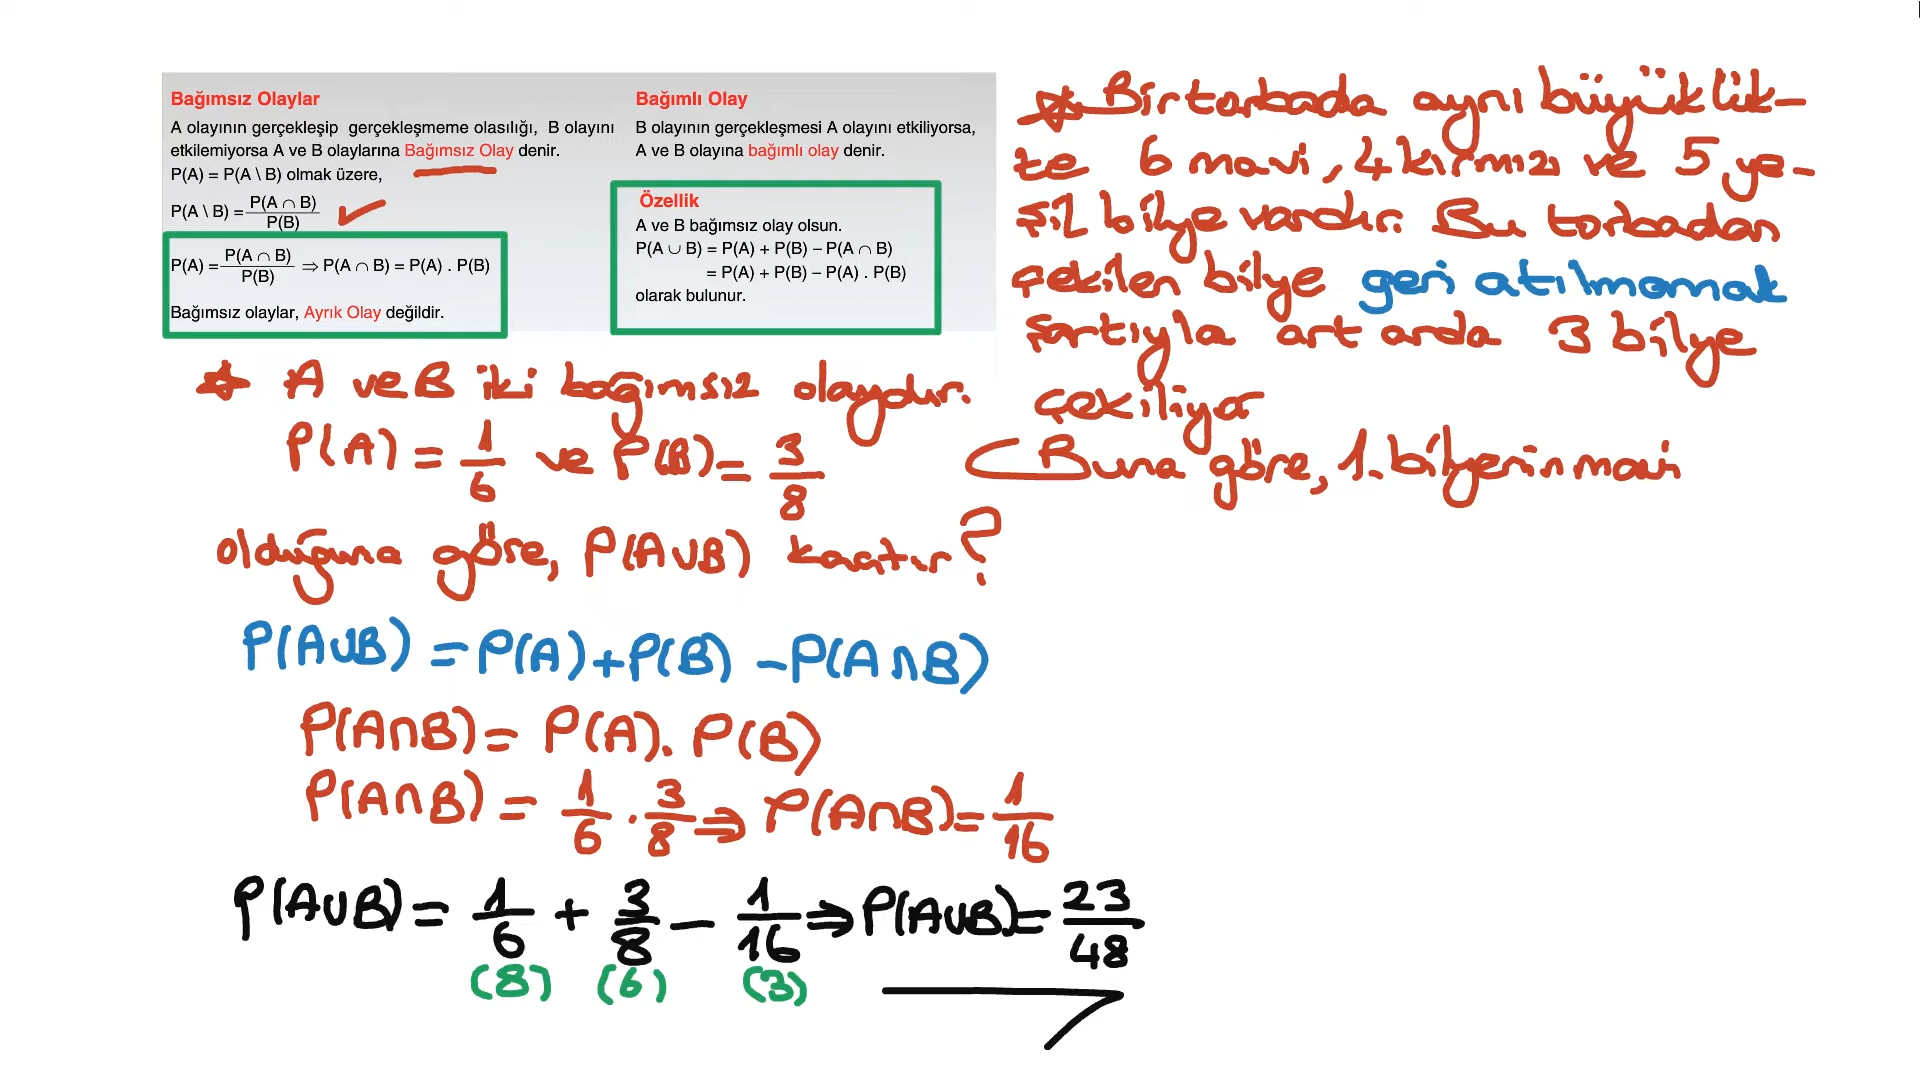 Bağımsız Olaylar
A olayının gerçekleşip gerçekleşmeme olasılığı, B olayını
etkilemiyorsa A ve B olaylarına Bağımsız Olay denir.
P(A) = P(A \ B) olmak üzere,
P(A \ B) = P(A ∩ B) / P(B)
P(A) = P(A ∩ B) / P(B) ⇒ P(A ∩ B) = P(A) . P(B)
Bağımsız olaylar, Ayrık Olay değildir.
Bağımlı Olay
B olayının gerçekleşmesi A olayını etkiliyorsa,
A ve B olayına bağımlı olay denir.
Özellik
A ve B bağımsız olay olsun.
P(A ∪ B) = P(A) + P(B) – P(A ∩ B)
= P(A) + P(B) – P(A) . P(B)
olarak bulunur.
A ve B iki bağımsız olaydır.
P(A) = 1/6 ve P(B) = 3/8
olduğuna göre, P(A∪B) kaçtır?
P(A∪B) = P(A) + P(B) - P(A∩B)
P(A∩B) = P(A). P(B)
P(A∩B) = 1/6 . 3/8 ⇒ P(A∩B) = 1/16
P(A∪B) = 1/6 + 3/8 - 1/16 ⇒ P(A∪B) = 23/48
(8) (6) (3)
Bir torbada aynı büyüklük-
te 6 mavi, 4 kırmızı ve 5 ye-
şil bilye vardır. Bu torbadan
çekilen bilye geri atılmamak
şartıyla art arda 3 bilye
çekiliyor
Buna göre, 1. bilyenin mavi